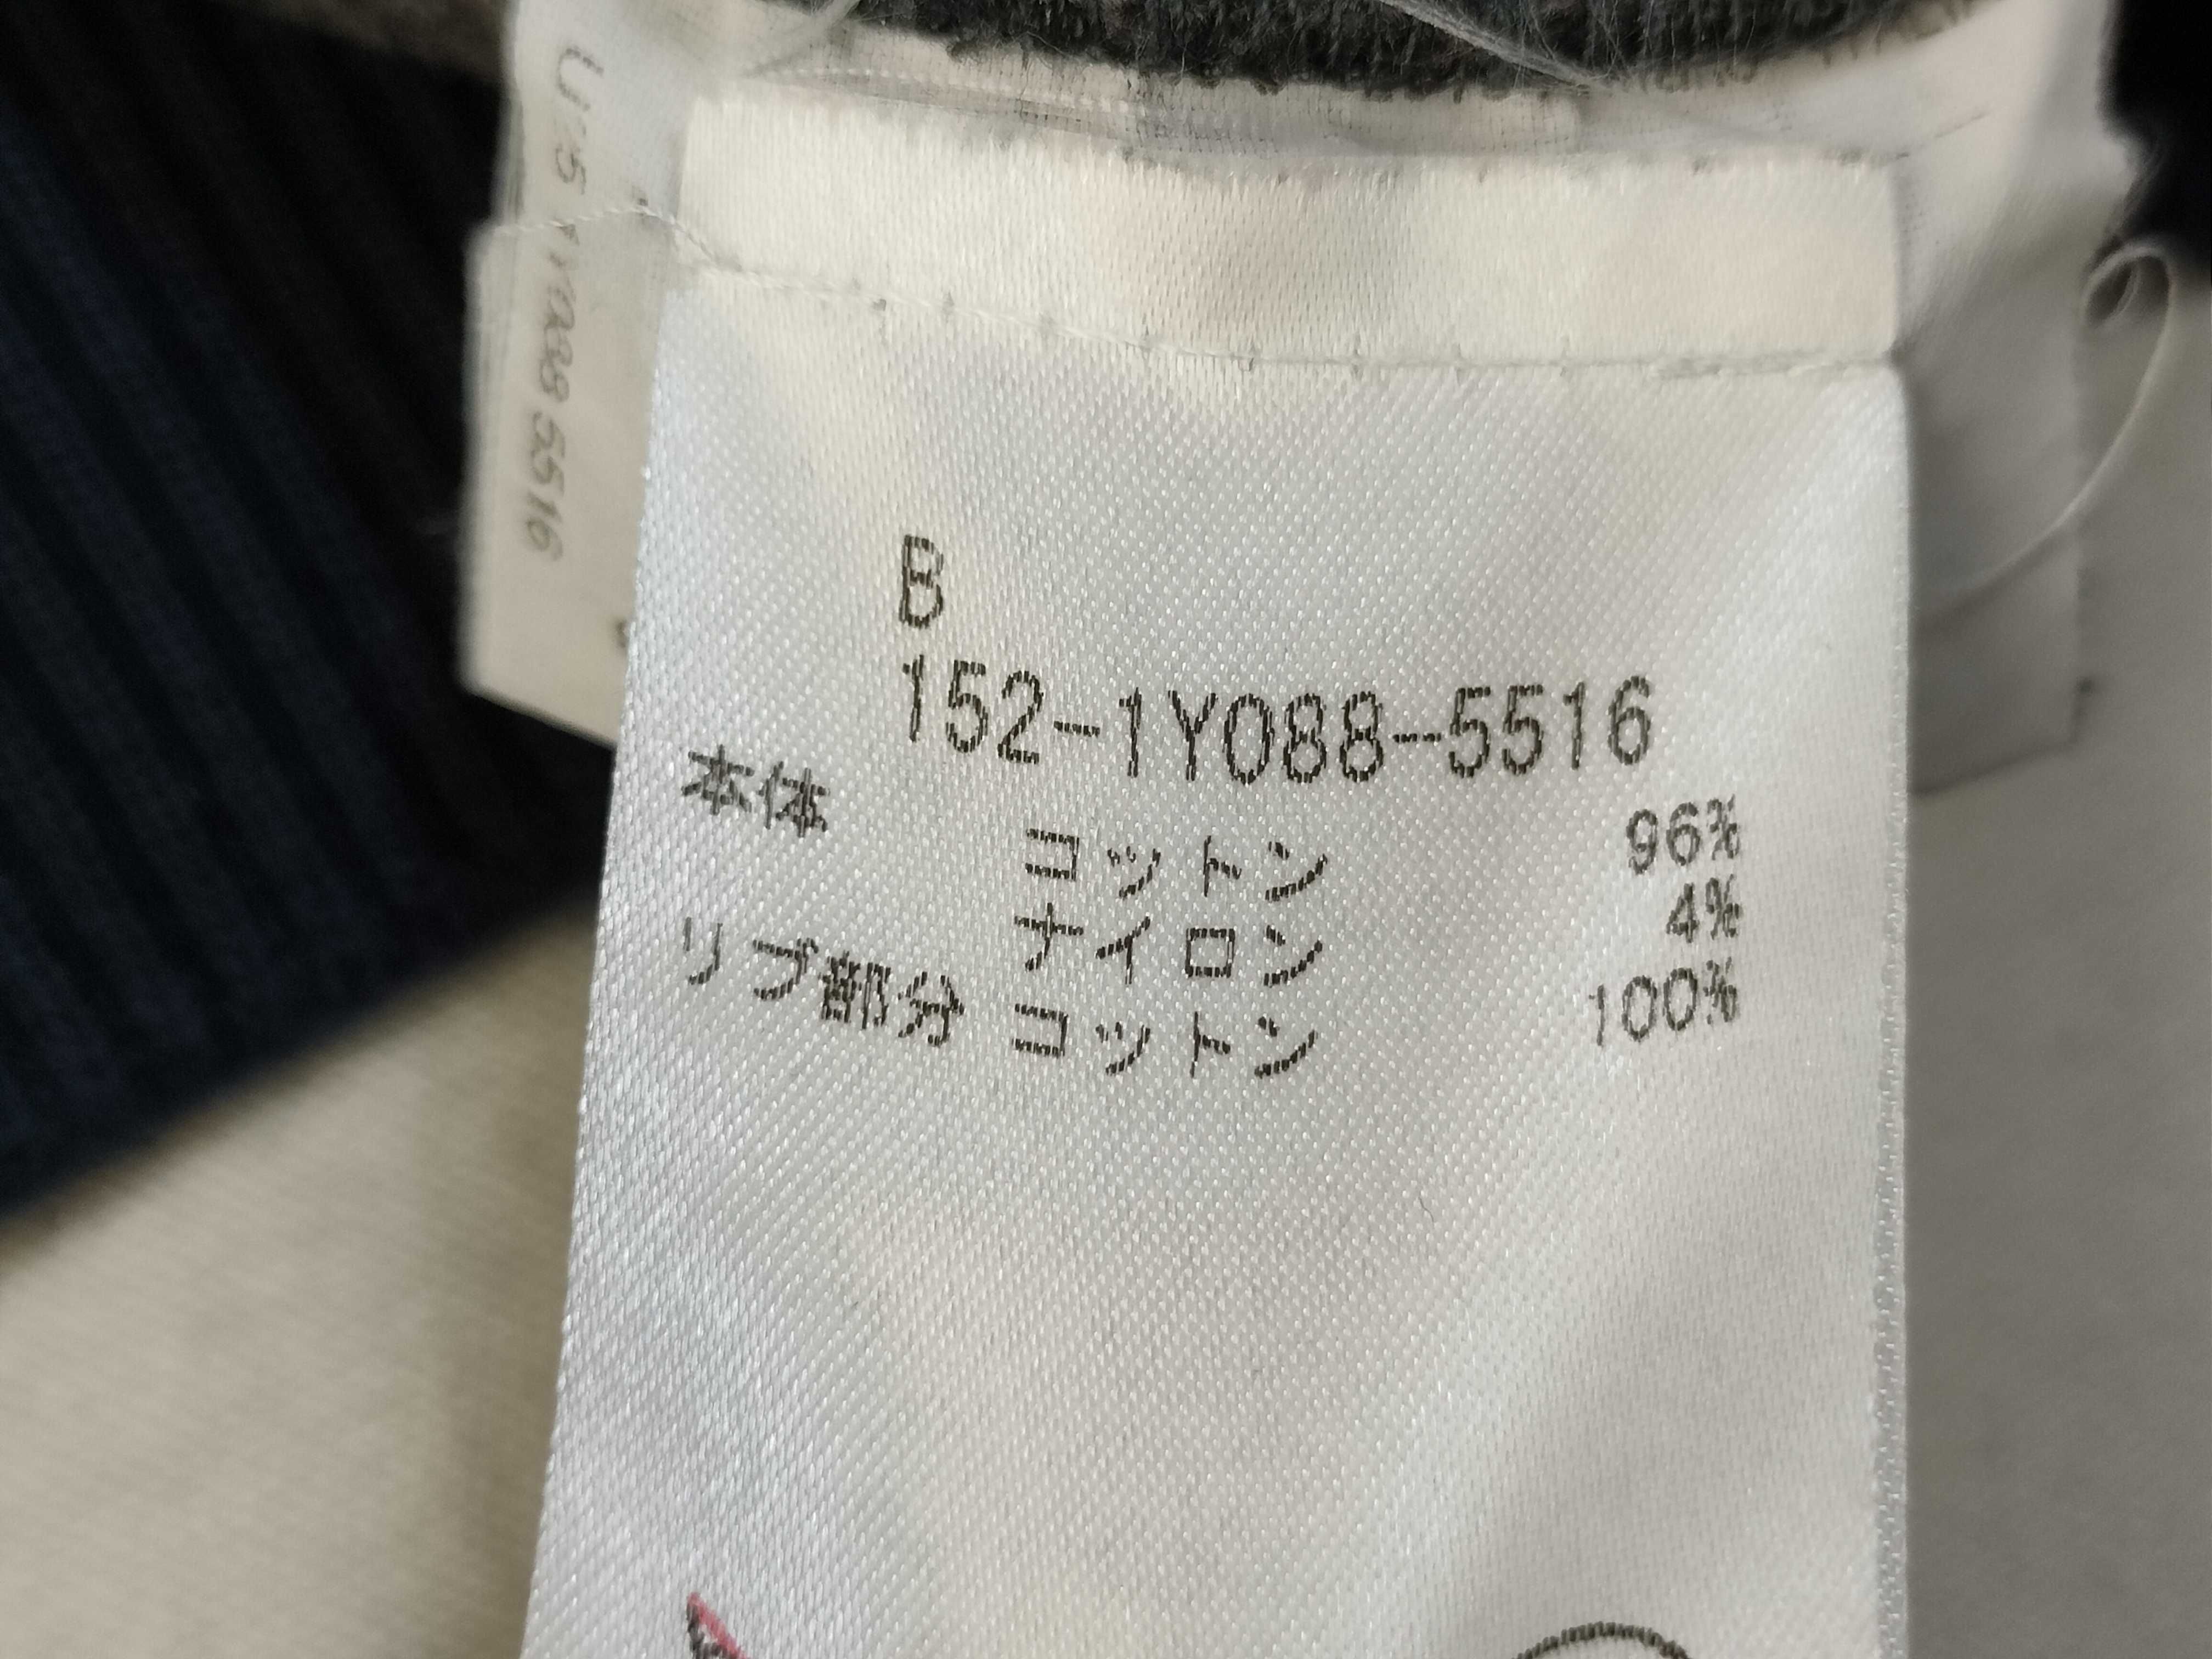 B
152-1Y088-5516
本体
コットン 96%
ナイロン 4%
リブ部分 コットン 100%